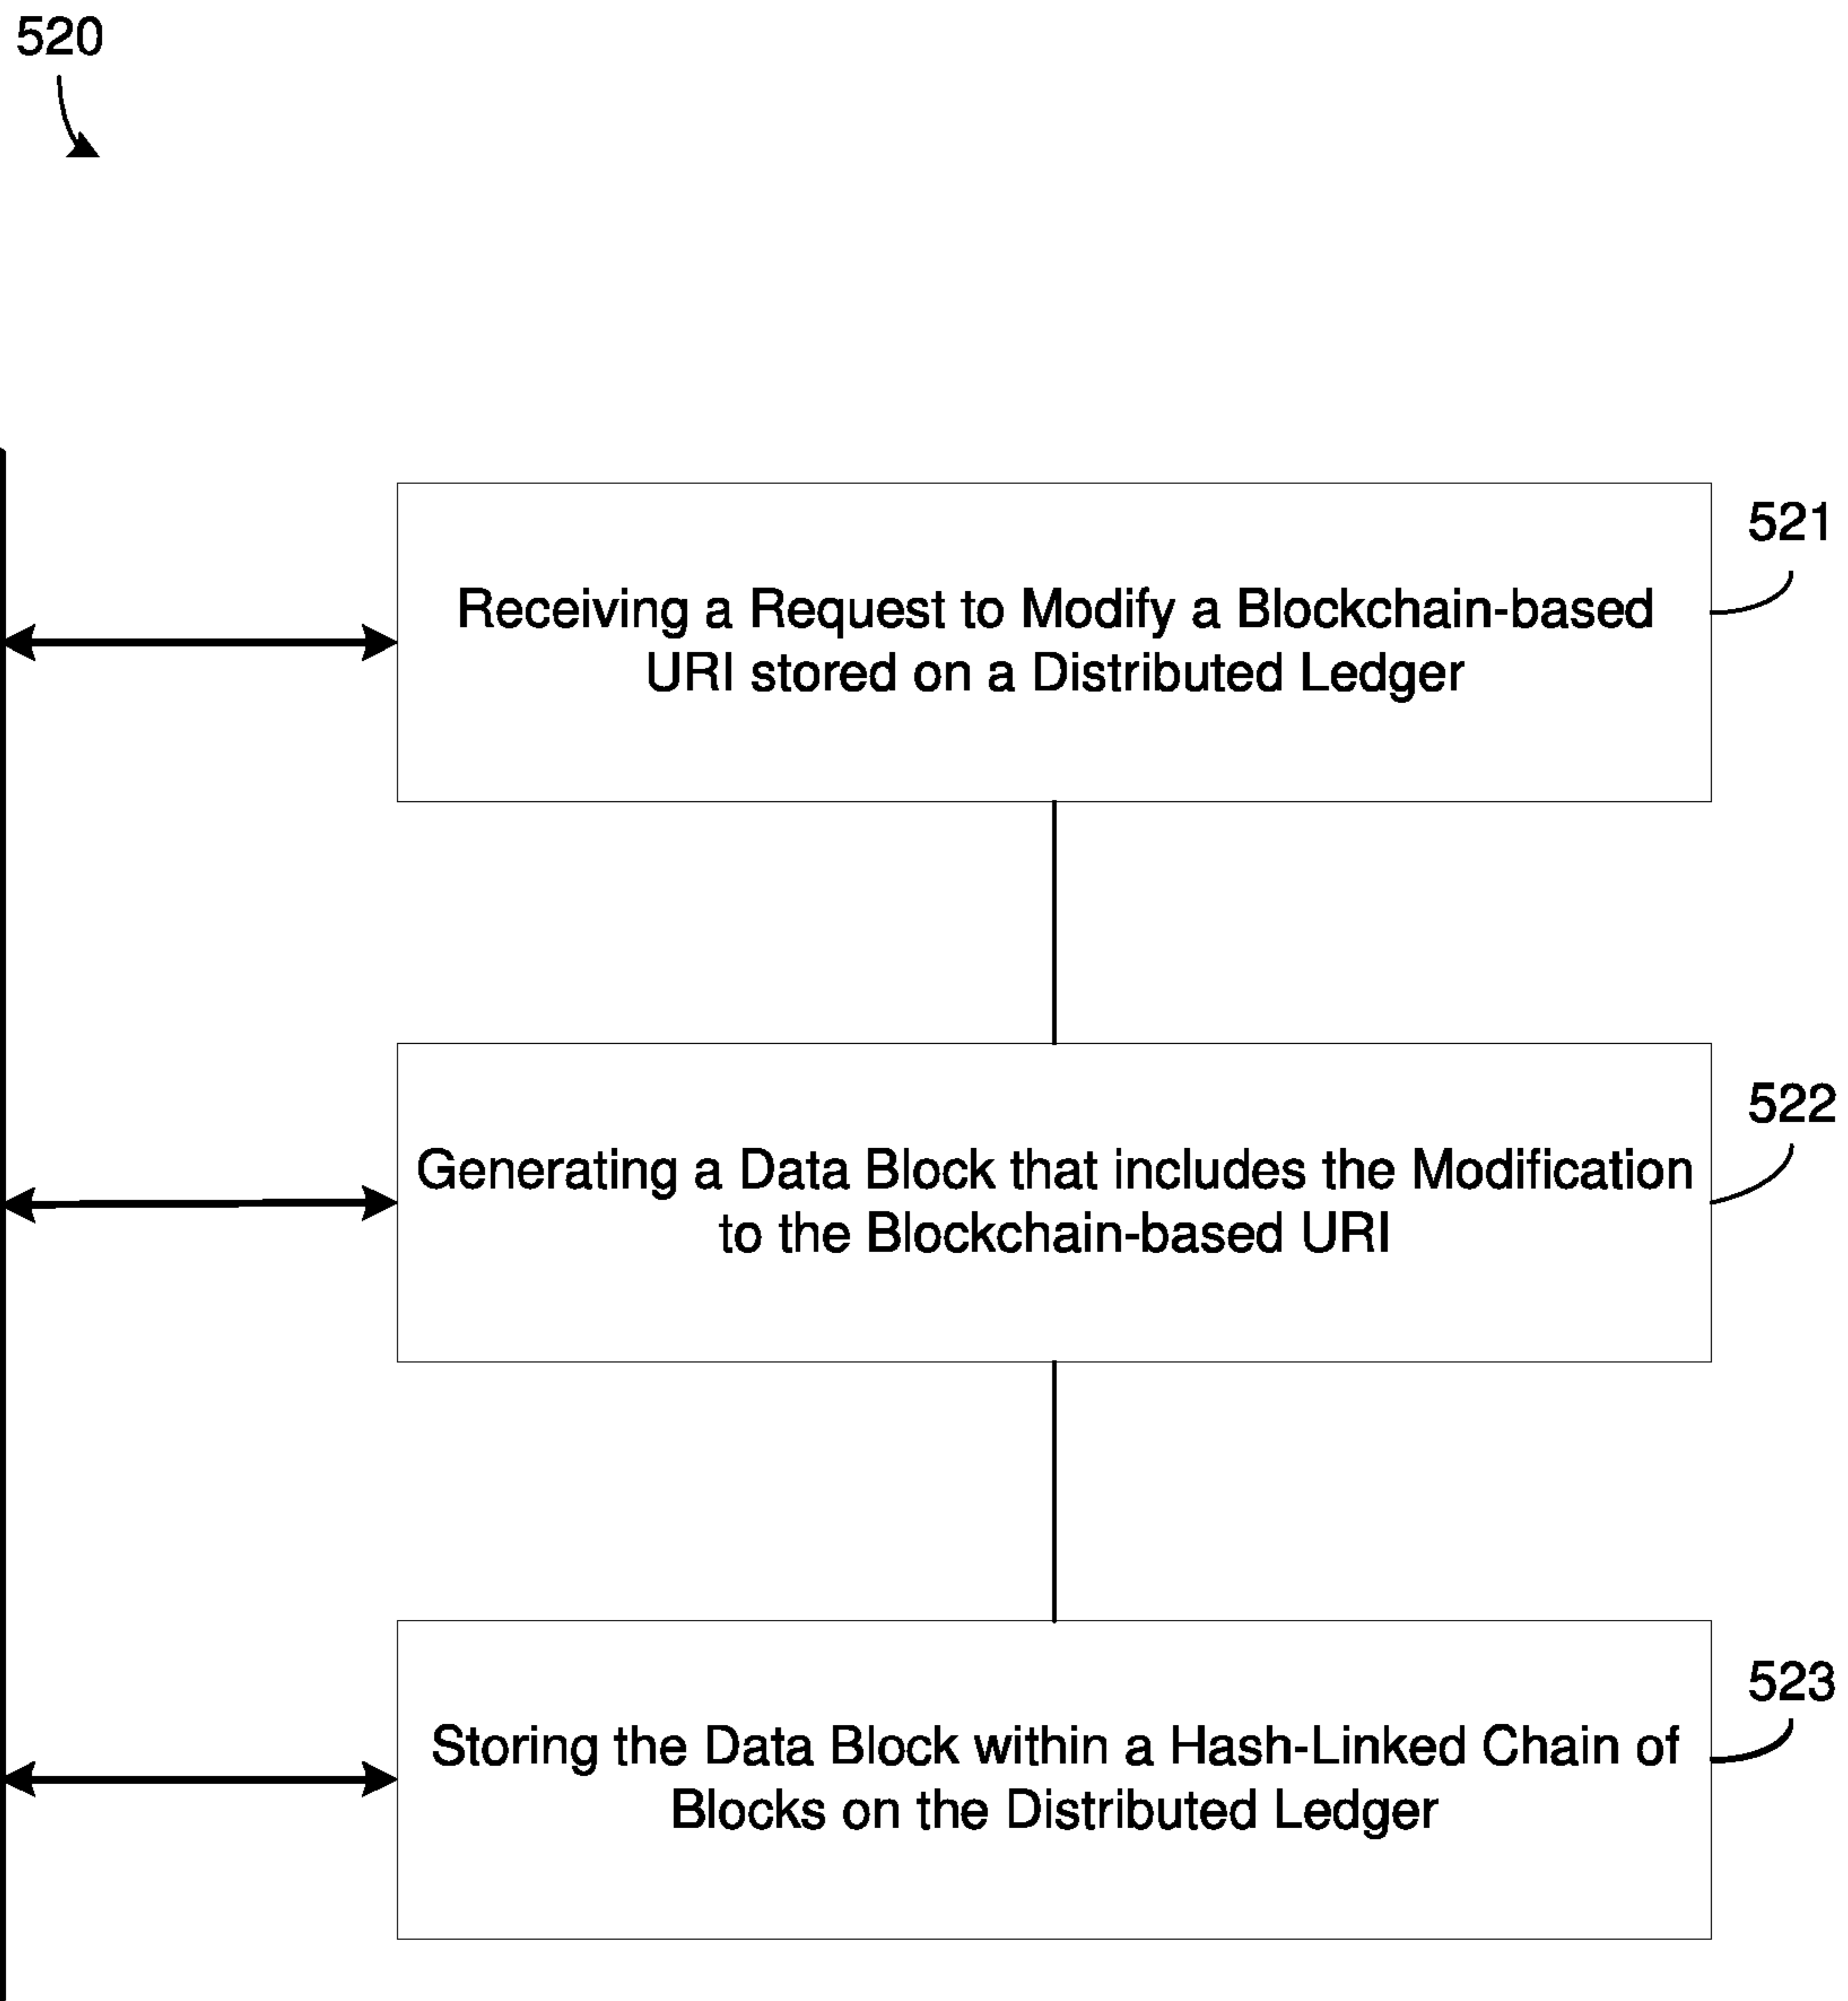 520
521
Receiving a Request to Modify a Blockchain-based
URI stored on a Distributed Ledger
522
Generating a Data Block that includes the Modification
to the Blockchain-based URI
523
Storing the Data Block within a Hash-Linked Chain of
Blocks on the Distributed Ledger